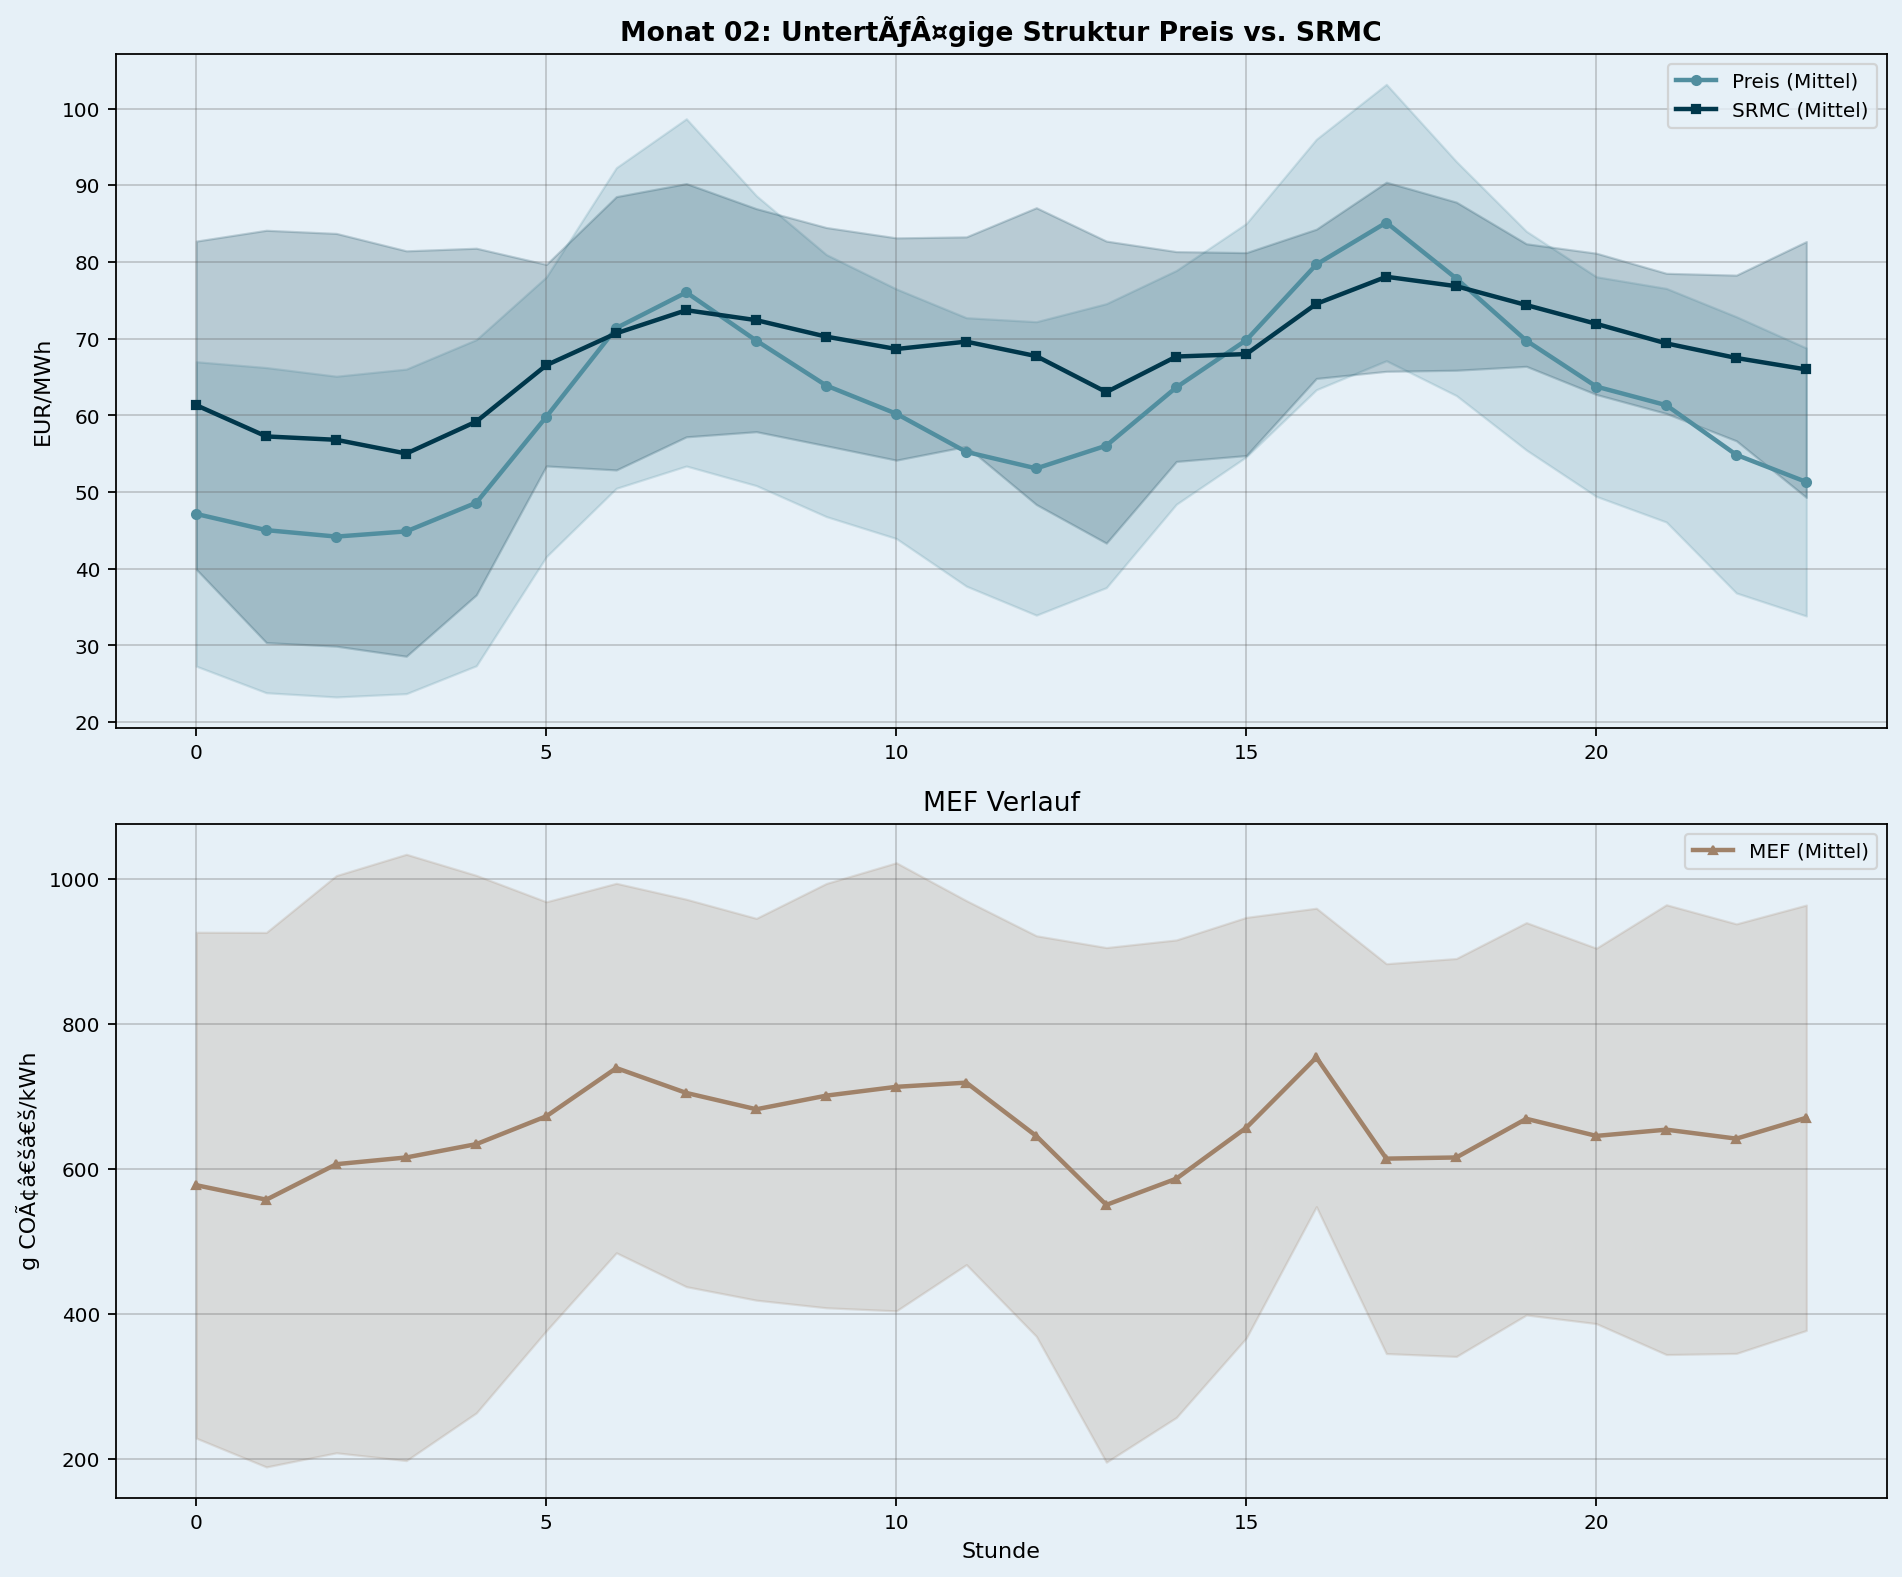 Monat 02: UntertÃƒÂ¤gige Struktur Preis vs. SRMC
Preis (Mittel)
SRMC (Mittel)
EUR/MWh
100
90
80
70
60
50
40
30
20
0 5 10 15 20
MEF Verlauf
MEF (Mittel)
g COÃ¢â€šâ€š/kWh
1000
800
600
400
200
0 5 10 15 20
Stunde